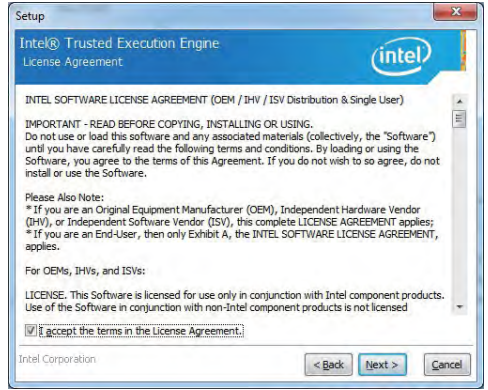 Setup
Intel® Trusted Execution Engine
License Agreement
intel
INTEL SOFTWARE LICENSE AGREEMENT (OEM / IHV / ISV Distribution & Single User)
IMPORTANT - READ BEFORE COPYING, INSTALLING OR USING.
Do not use or load this software and any associated materials (collectively, the "Software")
until you have carefully read the following terms and conditions. By loading or using the
Software, you agree to the terms of this Agreement. If you do not wish to so agree, do not
install or use the Software.
Please Also Note:
* If you are an Original Equipment Manufacturer (OEM), Independent Hardware Vendor
(IHV), or Independent Software Vendor (ISV), this complete LICENSE AGREEMENT applies;
* If you are an End-User, then only Exhibit A, the INTEL SOFTWARE LICENSE AGREEMENT,
applies.
For OEMs, IHVs, and ISVs:
LICENSE. This Software is licensed for use only in conjunction with Intel component products.
Use of the Software in conjunction with non-Intel component products is not licensed
I accept the terms in the License Agreement.
Intel Corporation
< Back
Next >
Cancel